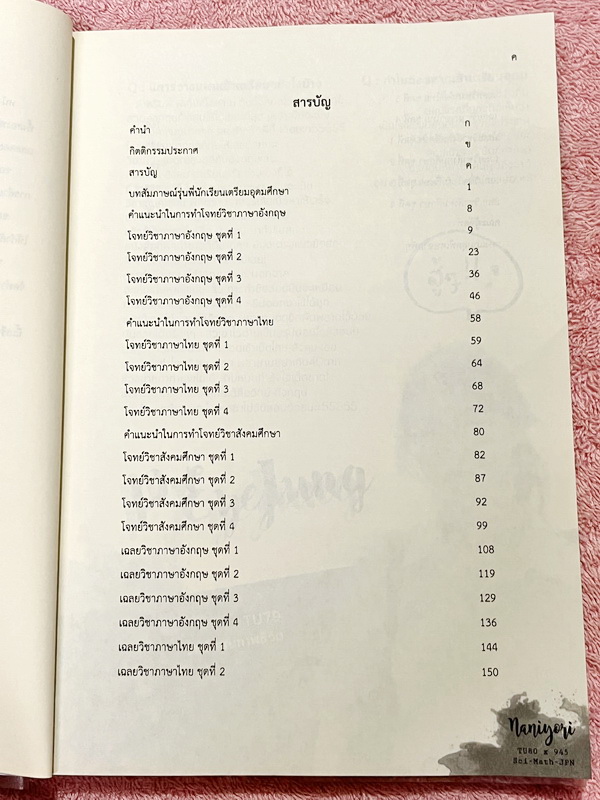 ค
สารบัญ
คำนำ ก
กิตติกรรมประกาศ ข
สารบัญ ค
บทสัมภาษณ์รุ่นพี่นักเรียนเตรียมอุดมศึกษา 1
คำแนะนำในการทำโจทย์วิชาภาษาอังกฤษ 8
โจทย์วิชาภาษาอังกฤษ ชุดที่ 1 9
โจทย์วิชาภาษาอังกฤษ ชุดที่ 2 23
โจทย์วิชาภาษาอังกฤษ ชุดที่ 3 36
โจทย์วิชาภาษาอังกฤษ ชุดที่ 4 46
คำแนะนำในการทำโจทย์วิชาภาษาไทย 58
โจทย์วิชาภาษาไทย ชุดที่ 1 59
โจทย์วิชาภาษาไทย ชุดที่ 2 64
โจทย์วิชาภาษาไทย ชุดที่ 3 68
โจทย์วิชาภาษาไทย ชุดที่ 4 72
คำแนะนำในการทำโจทย์วิชาสังคมศึกษา 80
โจทย์วิชาสังคมศึกษา ชุดที่ 1 82
โจทย์วิชาสังคมศึกษา ชุดที่ 2 87
โจทย์วิชาสังคมศึกษา ชุดที่ 3 92
โจทย์วิชาสังคมศึกษา ชุดที่ 4 99
เฉลยวิชาภาษาอังกฤษ ชุดที่ 1 108
เฉลยวิชาภาษาอังกฤษ ชุดที่ 2 119
เฉลยวิชาภาษาอังกฤษ ชุดที่ 3 129
เฉลยวิชาภาษาอังกฤษ ชุดที่ 4 136
เฉลยวิชาภาษาไทย ชุดที่ 1 144
เฉลยวิชาภาษาไทย ชุดที่ 2 150
Naniyori
TU80 x 945
Sci-Math-JPN